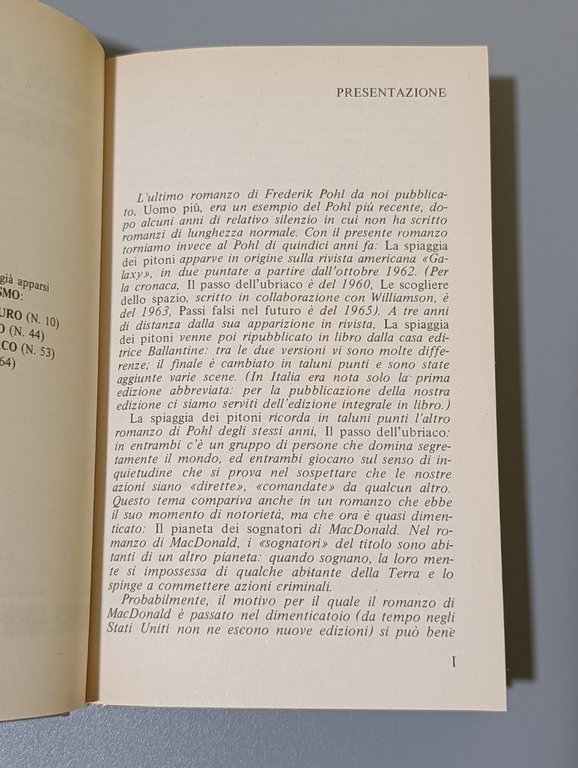 già apparsi
SMO:
URO (N. 10)
O (N. 44)
ACO (N. 53)
64)
PRESENTAZIONE
L'ultimo romanzo di Frederik Pohl da noi pubblica-
to, Uomo più, era un esempio del Pohl più recente, do-
po alcuni anni di relativo silenzio in cui non ha scritto
romanzi di lunghezza normale. Con il presente romanzo
torniamo invece al Pohl di quindici anni fa: La spiaggia
dei pitoni apparve in origine sulla rivista americana «Ga-
laxy», in due puntate a partire dall'ottobre 1962. (Per
la cronaca, Il passo dell'ubriaco è del 1960, Le scogliere
dello spazio, scritto in collaborazione con Williamson, è
del 1963, Passi falsi nel futuro è del 1965). A tre anni
di distanza dalla sua apparizione in rivista, La spiaggia
dei pitoni venne poi ripubblicato in libro dalla casa edi-
trice Ballantine: tra le due versioni vi sono molte diffe-
renze; il finale è cambiato in taluni punti e sono state
aggiunte varie scene. (In Italia era nota solo la prima
edizione abbreviata: per la pubblicazione della nostra
edizione ci siamo serviti dell'edizione integrale in libro.)
La spiaggia dei pitoni ricorda in taluni punti l'altro
romanzo di Pohl degli stessi anni, Il passo dell'ubriaco:
in entrambi c'è un gruppo di persone che domina segre-
tamente il mondo, ed entrambi giocano sul senso di in-
quietudine che si prova nel sospettare che le nostre
azioni siano «dirette», «comandate» da qualcun altro.
Questo tema compariva anche in un romanzo che ebbe
il suo momento di notorietà, ma che ora è quasi dimen-
ticato: Il pianeta dei sognatori di MacDonald. Nel ro-
manzo di MacDonald, i «sognatori» del titolo sono abi-
tanti di un altro pianeta: quando sognano, la loro men-
te si impossessa di qualche abitante della Terra e lo
spinge a commettere azioni criminali.
Probabilmente, il motivo per il quale il romanzo di
MacDonald è passato nel dimenticatoio (da tempo negli
Stati Uniti non ne escono nuove edizioni) si può bene
I